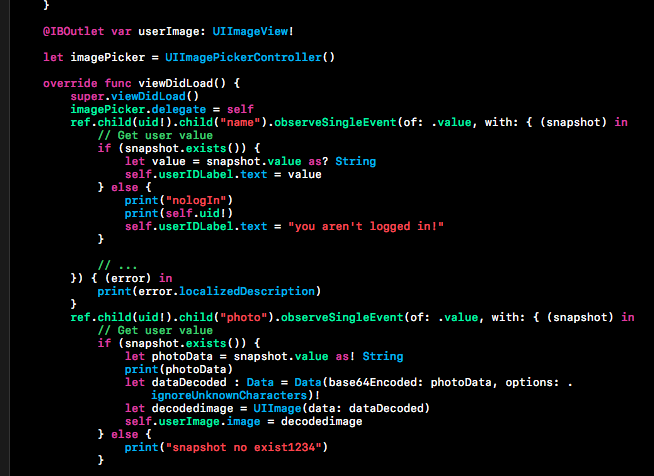 }
@IBOutlet var userImage: UIImageView!
let imagePicker = UIImagePickerController()
override func viewDidLoad() {
super.viewDidLoad()
imagePicker.delegate = self
ref.child(uid!).child("name").observeSingleEvent(of: .value, with: { (snapshot) in
// Get user value
if (snapshot.exists()) {
let value = snapshot.value as? String
self.userIDLabel.text = value
} else {
print("nologIn")
print(self.uid!)
self.userIDLabel.text = "you aren't logged in!"
}
// ...
}) { (error) in
print(error.localizedDescription)
}
ref.child(uid!).child("photo").observeSingleEvent(of: .value, with: { (snapshot) in
// Get user value
if (snapshot.exists()) {
let photoData = snapshot.value as! String
print(photoData)
let dataDecoded : Data = Data(base64Encoded: photoData, options: .
ignoreUnknownCharacters)!
let decodedimage = UIImage(data: dataDecoded)
self.userImage.image = decodedimage
} else {
print("snapshot no exist1234")
}